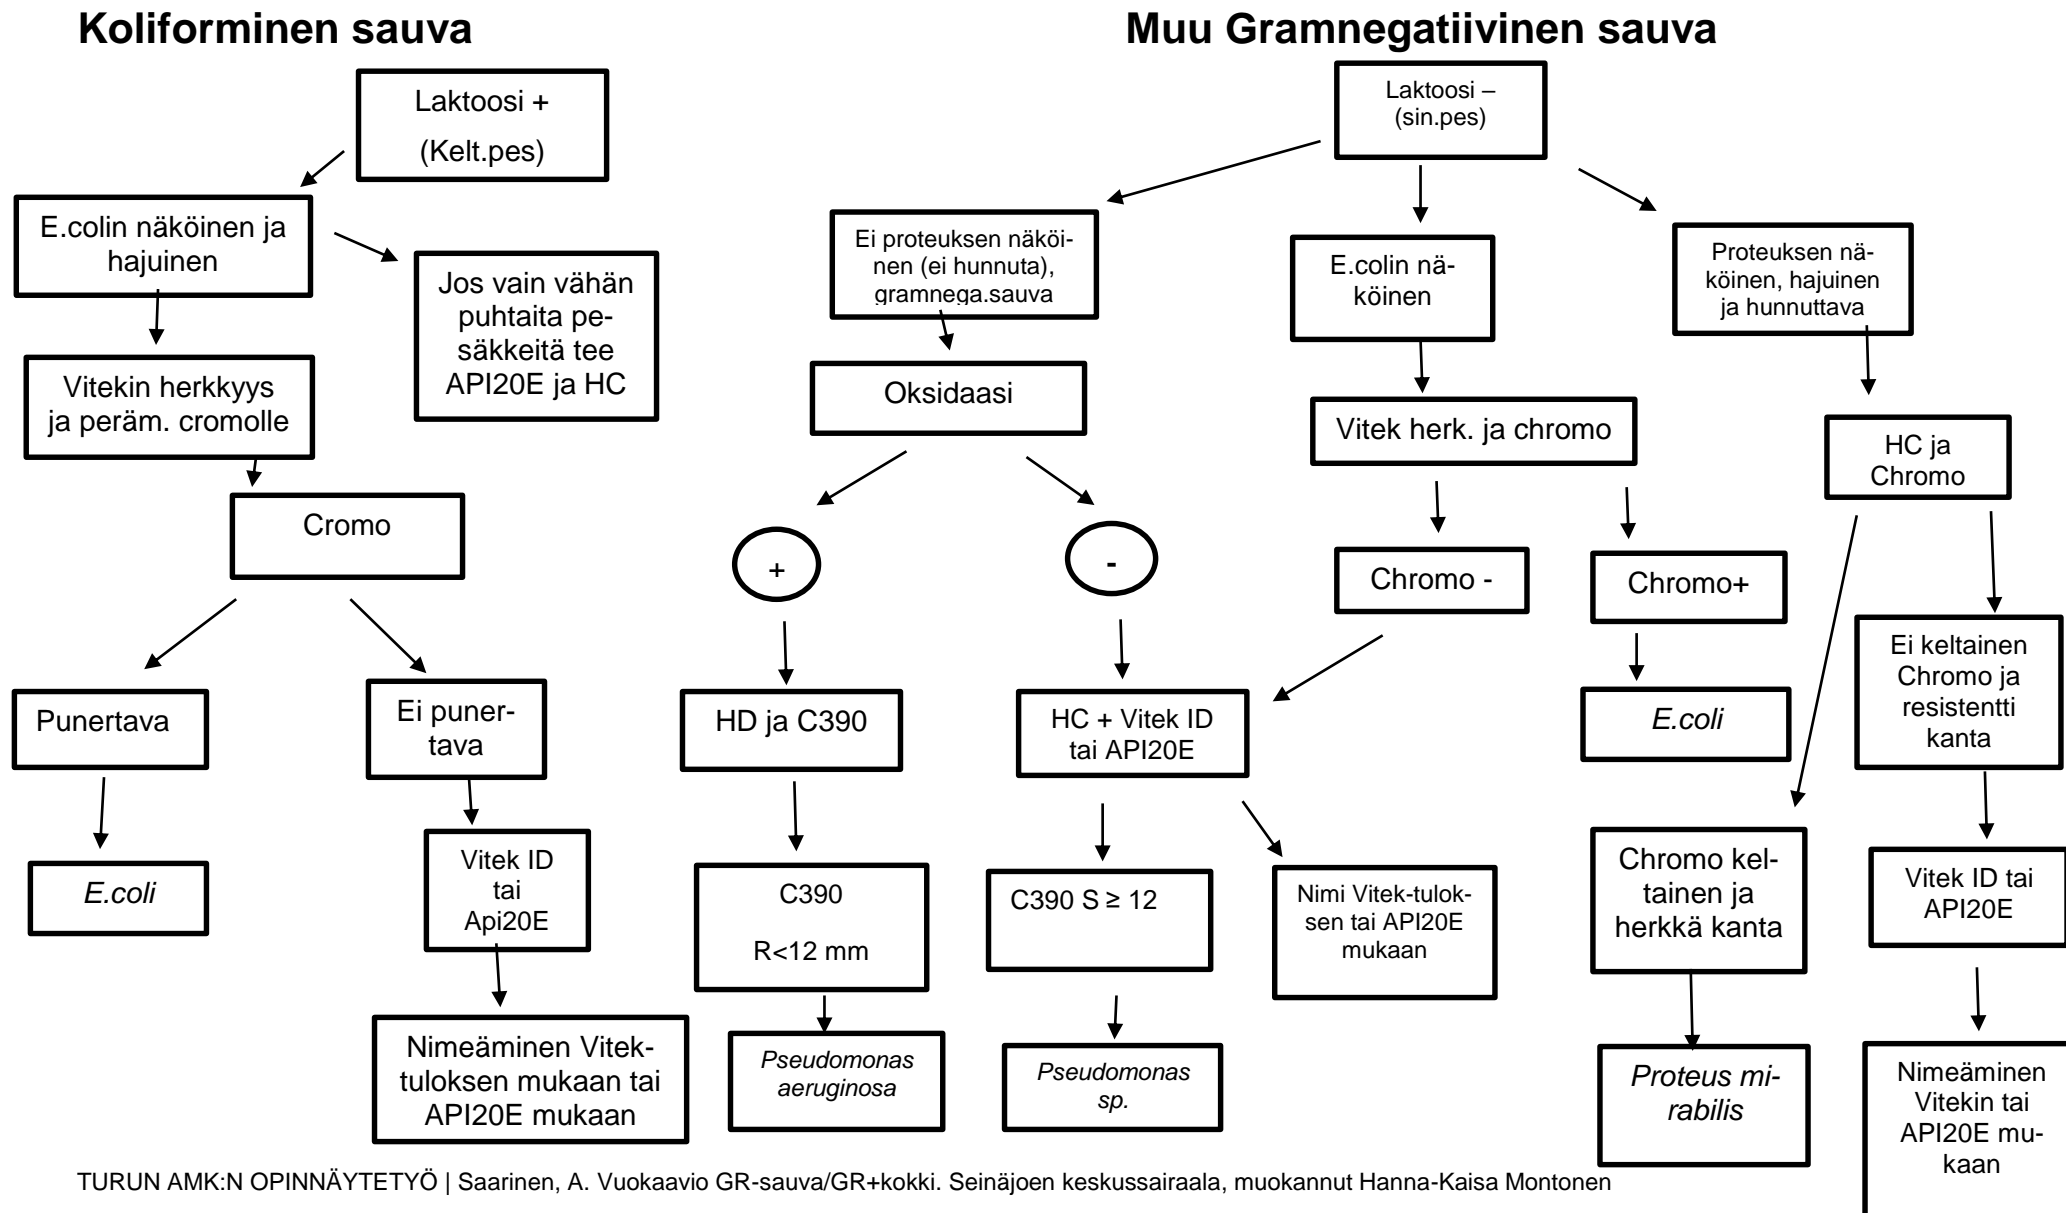 Koliforminen sauva
Muu Gramnegatiivinen sauva
Laktoosi +
(Kelt.pes)
Laktoosi –
(sin.pes)
E.colin näköinen ja
hajuinen
Jos vain vähän
puhtaita pe-
säkkeitä tee
API20E ja HC
Ei proteuksen näköi-
nen (ei hunnuta),
gramnega.sauva
E.colin nä-
köinen
Proteuksen nä-
köinen, hajuinen
ja hunnuttava
Vitekin herkkyys
ja peräm. cromolle
Oksidaasi
Vitek herk. ja chromo
HC ja
Chromo
Cromo
+
-
Chromo -
Chromo+
Ei keltainen
Chromo ja
resistentti
kanta
Punertava
Ei puner-
tava
HD ja C390
HC + Vitek ID
tai API20E
E.coli
E.coli
Vitek ID
tai
Api20E
C390
R<12 mm
C390 S ≥ 12
Nimi Vitek-tulok-
sen tai API20E
mukaan
Chromo kel-
tainen ja
herkkä kanta
Vitek ID tai
API20E
Nimeäminen Vitek-
tuloksen mukaan tai
API20E mukaan
Pseudomonas
aeruginosa
Pseudomonas
sp.
Proteus mi-
rabilis
Nimeäminen
Vitekin tai
API20E mu-
kaan
TURUN AMK:N OPINNÄYTETYÖ | Saarinen, A. Vuokaavio GR-sauva/GR+kokki. Seinäjoen keskussairaala, muokannut Hanna-Kaisa Montonen